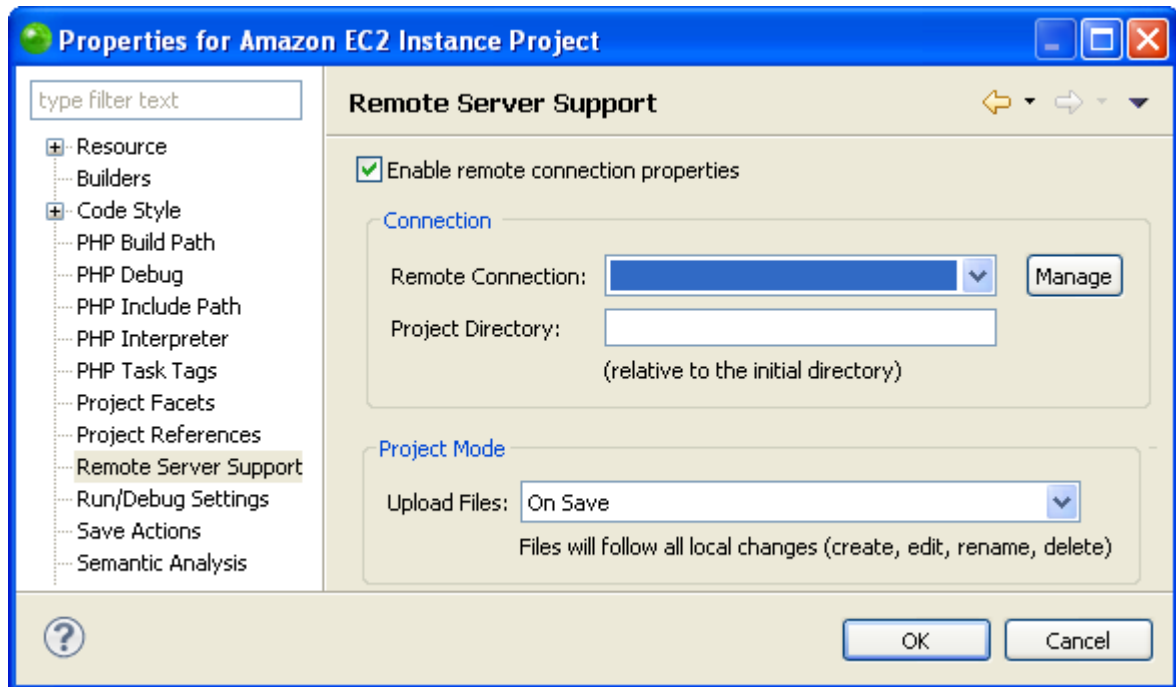 Properties for Amazon EC2 Instance Project
type filter text
Resource
Builders
Code Style
PHP Build Path
PHP Debug
PHP Include Path
PHP Interpreter
PHP Task Tags
Project Facets
Project References
Remote Server Support
Run/Debug Settings
Save Actions
Semantic Analysis
Remote Server Support
Enable remote connection properties
Connection
Remote Connection:
Manage
Project Directory:
(relative to the initial directory)
Project Mode
Upload Files: On Save
Files will follow all local changes (create, edit, rename, delete)
?
OK
Cancel